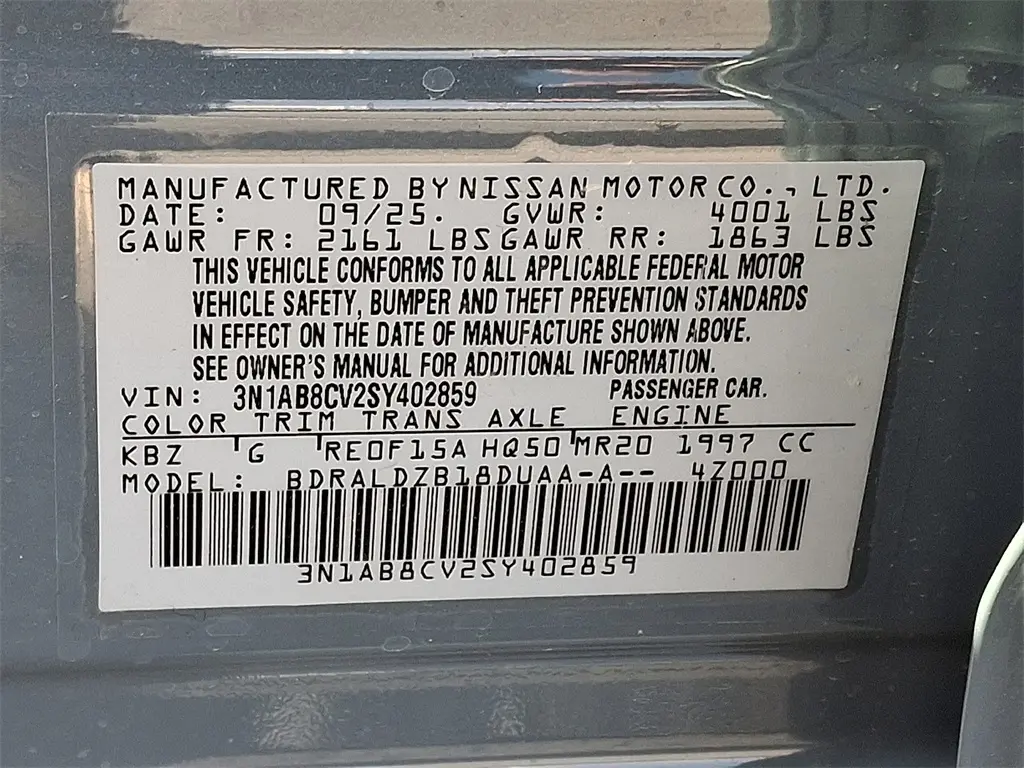 MANUFACTURED BY NISSAN MOTOR CO., LTD.
DATE: 09/25. GVWR: 4001 LBS
GAWR FR: 2161 LBS GAWR RR: 1863 LBS
THIS VEHICLE CONFORMS TO ALL APPLICABLE FEDERAL MOTOR
VEHICLE SAFETY, BUMPER AND THEFT PREVENTION STANDARDS
IN EFFECT ON THE DATE OF MANUFACTURE SHOWN ABOVE.
SEE OWNER'S MANUAL FOR ADDITIONAL INFORMATION.
VIN: 3N1AB8CV2SY402859 PASSENGER CAR.
COLOR TRIM TRANS AXLE ENGINE
KBZ G RE0F15A HQ50 MR20 1997 CC
MODEL: BDRALDZB18DUAA-A-- 4Z000
3N1AB8CV2SY402859